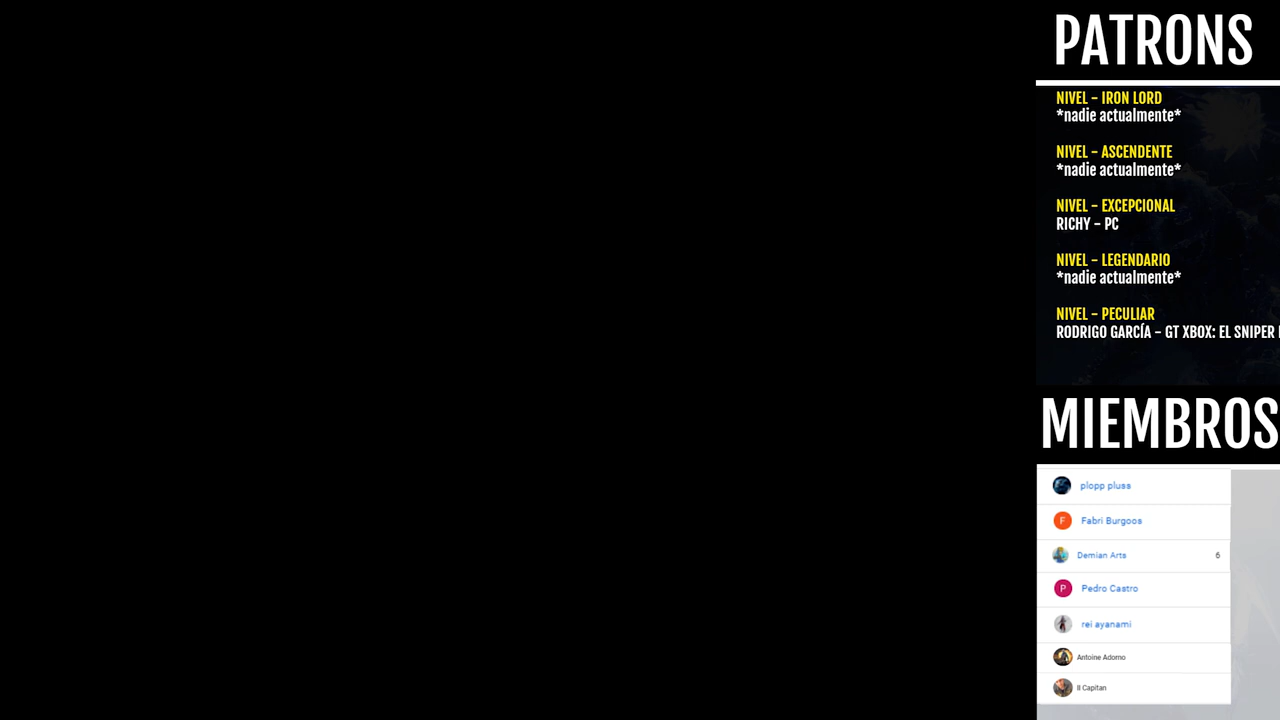 PATRONS
NIVEL - IRON LORD
*nadie actualmente*
NIVEL - ASCENDENTE
*nadie actualmente*
NIVEL - EXCEPCIONAL
RICHY - PC
NIVEL - LEGENDARIO
*nadie actualmente*
NIVEL - PECULIAR
RODRIGO GARCÍA - GT XBOX: EL SNIPER
MIEMBROS
plopp pluss
F Fabri Burgoos
Demian Arts 6
P Pedro Castro
rei ayanami
Antoine Adorno
Il Capitan